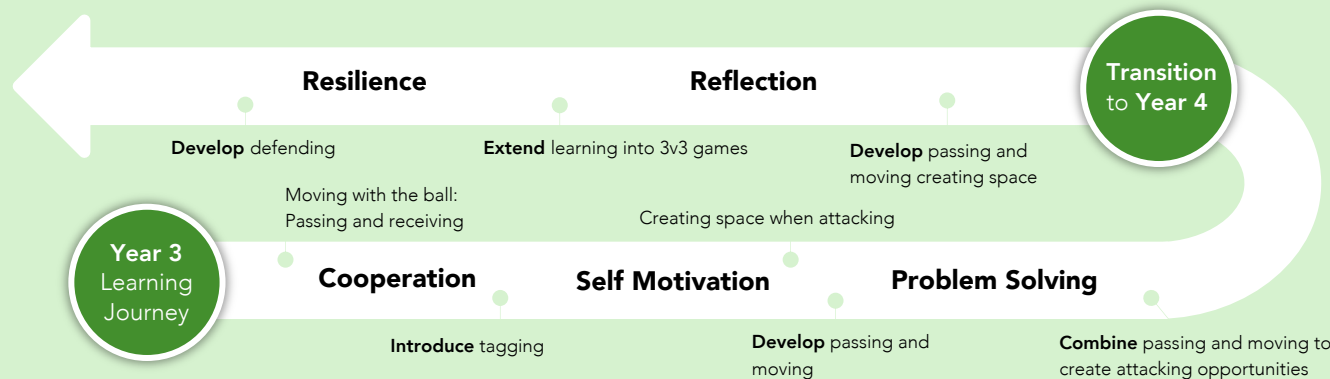 Resilience
Reflection
Transition
to Year 4
Develop defending
Extend learning into 3v3 games
Develop passing and
moving creating space
Moving with the ball:
Passing and receiving
Creating space when attacking
Year 3
Learning
Journey
Cooperation
Self Motivation
Problem Solving
Introduce tagging
Develop passing and
moving
Combine passing and moving to
create attacking opportunities